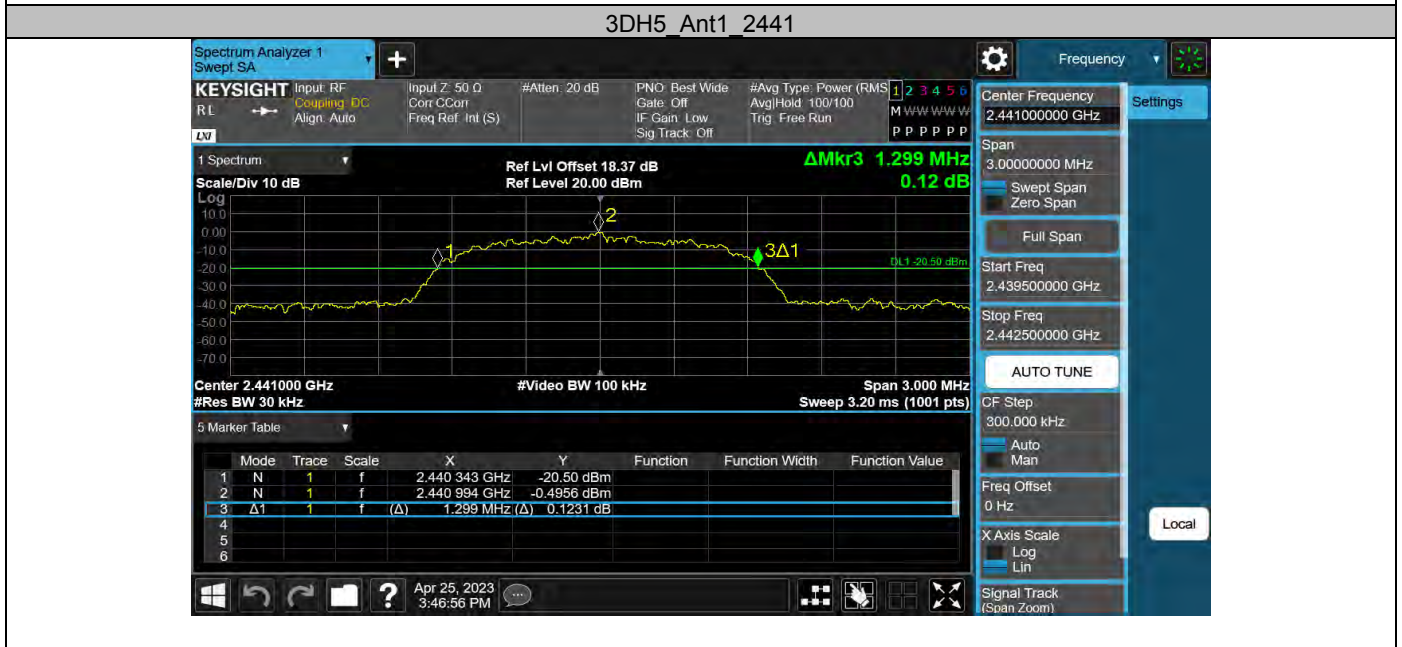 3DH5_Ant1_2441
Spectrum Analyzer 1
Swept SA
+
Frequency
KEYSIGHT
RL
LXI
Input: RF
Coupling: DC
Align: Auto
Input Z: 50 Ω
Corr CCorr
Freq Ref: Int (S)
#Atten: 20 dB
PNO: Best Wide
Gate: Off
IF Gain: Low
Sig Track: Off
#Avg Type: Power (RMS
Avg|Hold: 100/100
Trig: Free Run
1 2 3 4 5 6
M W W W W W
P P P P P P
1 Spectrum
Scale/Div 10 dB
Log
Ref Lvl Offset 18.37 dB
Ref Level 20.00 dBm
ΔMkr3 1.299 MHz
0.12 dB
10.0
0.00
-10.0
-20.0
-30.0
-40.0
-50.0
-60.0
-70.0
1
2
3Δ1
DL1 -20.50 dBm
Center 2.441000 GHz
#Res BW 30 kHz
#Video BW 100 kHz
Span 3.000 MHz
Sweep 3.20 ms (1001 pts)
5 Marker Table
Mode Trace Scale X Y Function Function Width Function Value
1 N 1 f 2.440 343 GHz -20.50 dBm
2 N 1 f 2.440 994 GHz -0.4956 dBm
3 Δ1 1 f (Δ) 1.299 MHz (Δ) 0.1231 dB
4
5
6
?
Apr 25, 2023
3:46:56 PM
Center Frequency
2.441000000 GHz
Span
3.00000000 MHz
Swept Span
Zero Span
Full Span
Start Freq
2.439500000 GHz
Stop Freq
2.442500000 GHz
AUTO TUNE
CF Step
300.000 kHz
Auto
Man
Freq Offset
0 Hz
X Axis Scale
Log
Lin
Signal Track
(Span Zoom)
Settings
Local